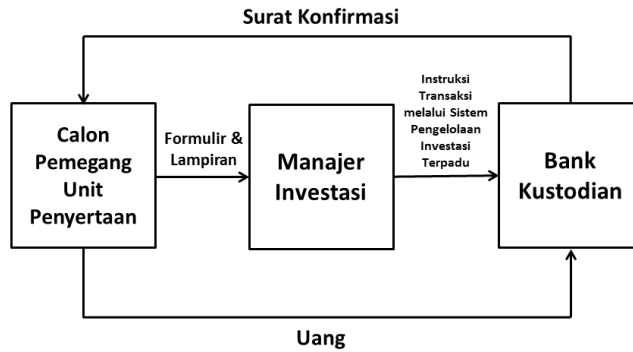 Surat Konfirmasi
Calon
Pemegang
Unit
Penyertaan
Formulir &
Lampiran
Manajer
Investasi
Instruksi
Transaksi
melalui Sistem
Pengelolaan
Investasi
Terpadu
Bank
Kustodian
Uang